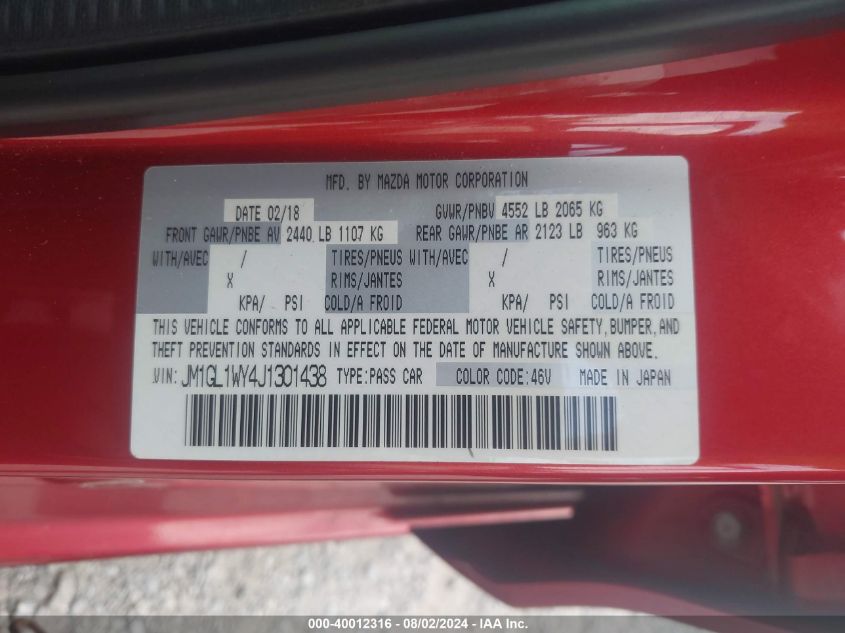 MFD. BY MAZDA MOTOR CORPORATION
DATE 02/18 GVWR/PNBV 4552 LB 2065 KG
FRONT GAWR/PNBE AV 2440 LB 1107 KG REAR GAWR/PNBE AR 2123 LB 963 KG
WITH/AVEC / TIRES/PNEUS WITH/AVEC / TIRES/PNEUS
X RIMS/JANTES X RIMS/JANTES
KPA/ PSI COLD/A FROID KPA/ PSI COLD/A FROID
THIS VEHICLE CONFORMS TO ALL APPLICABLE FEDERAL MOTOR VEHICLE SAFETY, BUMPER, AND
THEFT PREVENTION STANDARDS IN EFFECT ON THE DATE OF MANUFACTURE SHOWN ABOVE.
VIN: JM1GL1WY4J1301438 TYPE:PASS CAR COLOR CODE:46V MADE IN JAPAN
000-40012316 - 08/02/2024 - COPYRIGHT IAA, LLC.